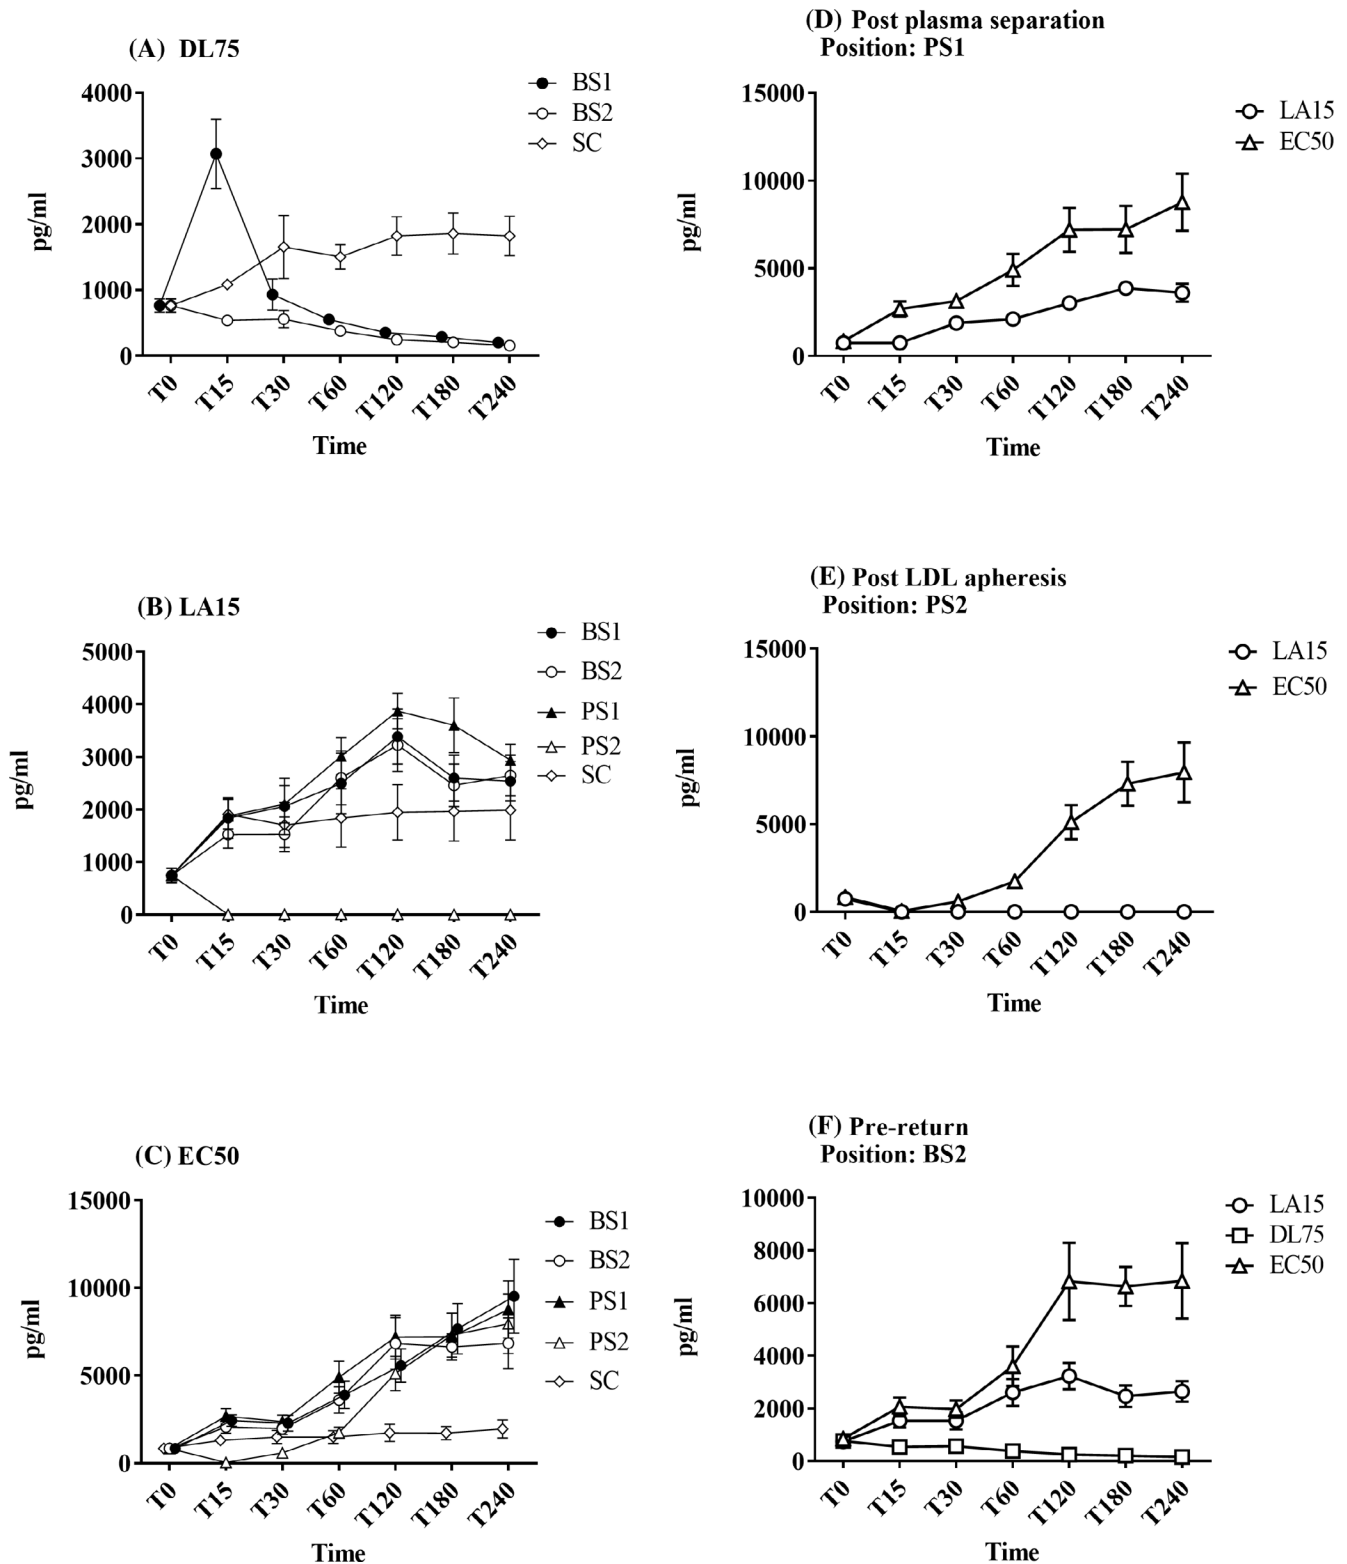 (A) DL75
BS1
BS2
SC
4000
3000
2000
1000
0
pg/ml
T0 T15 T30 T60 T120 T180 T240
Time
(D) Post plasma separation
Position: PS1
LA15
EC50
15000
10000
5000
0
pg/ml
T0 T15 T30 T60 T120 T180 T240
Time
(B) LA15
BS1
BS2
PS1
PS2
SC
5000
4000
3000
2000
1000
0
pg/ml
T0 T15 T30 T60 T120 T180 T240
Time
(E) Post LDL apheresis
Position: PS2
LA15
EC50
15000
10000
5000
0
pg/ml
T0 T15 T30 T60 T120 T180 T240
Time
(C) EC50
BS1
BS2
PS1
PS2
SC
15000
10000
5000
0
pg/ml
T0 T15 T30 T60 T120 T180 T240
Time
(F) Pre-return
Position: BS2
LA15
DL75
EC50
10000
8000
6000
4000
2000
0
pg/ml
T0 T15 T30 T60 T120 T180 T240
Time